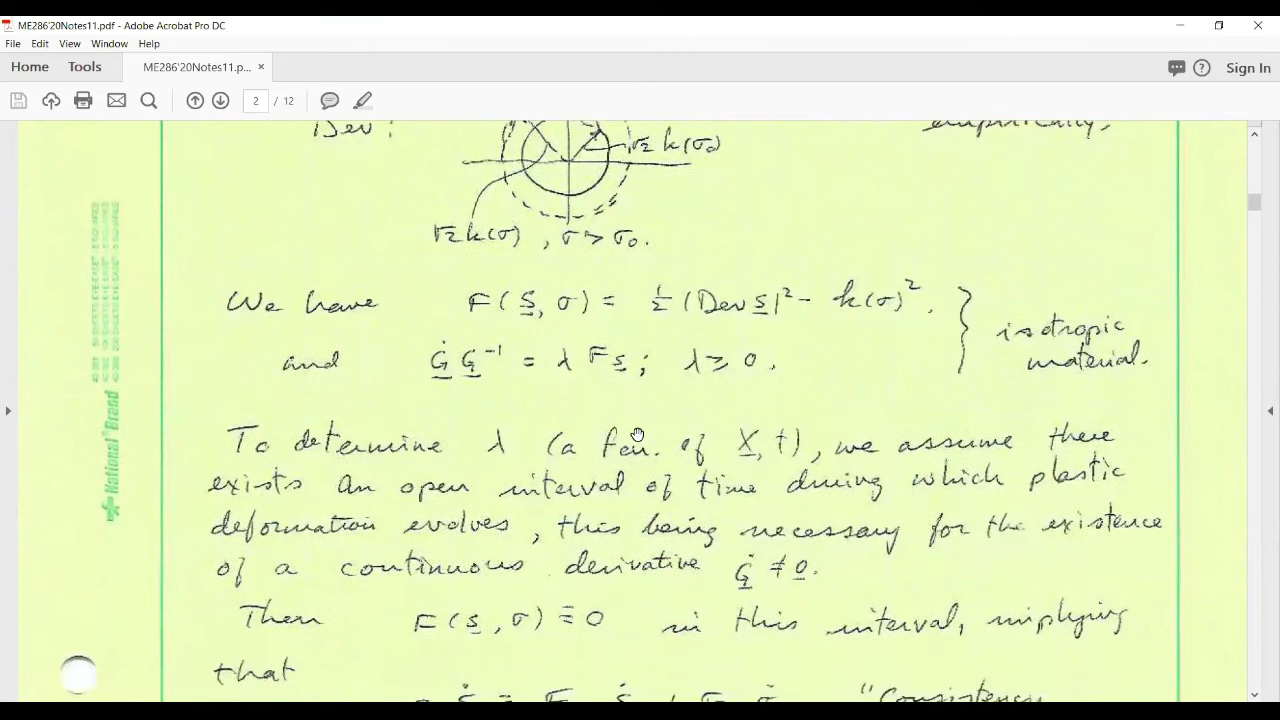 ME286'20Notes11.pdf - Adobe Acrobat Pro DC
File Edit View Window Help
Home Tools ME286'20Notes11.p... × Sign In
2 / 12
Dev! empirically.
√2 k(σ₀)
√2 k(σ) , σ > σ₀.
We have F(S, σ) = ½ |Dev S|² - k(σ)².
isotropic
and Ġ G⁻¹ = λ F_S ; λ ≥ 0.
material.
To determine λ (a fcn. of X, t), we assume there
exists an open interval of time during which plastic
deformation evolves, this being necessary for the existence
of a continuous derivative Ġ ≠ 0.
Then F(S, σ) ≡ 0 in this interval, implying
that
"Consistency
National Brand